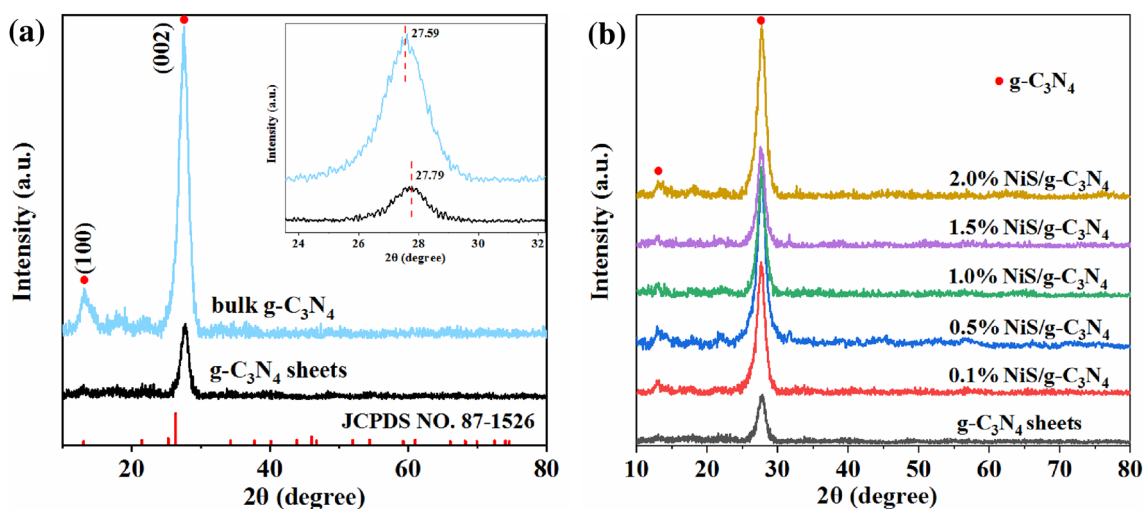 (a)
(002)
(100)
Intensity (a.u.)
bulk g-C₃N₄
g-C₃N₄ sheets
JCPDS NO. 87-1526
20 40 60 80
2θ (degree)
27.59
27.79
Intensity (a.u.)
24 26 28 30 32
2θ (degree)
(b)
g-C₃N₄
Intensity (a.u.)
2.0% NiS/g-C₃N₄
1.5% NiS/g-C₃N₄
1.0% NiS/g-C₃N₄
0.5% NiS/g-C₃N₄
0.1% NiS/g-C₃N₄
g-C₃N₄ sheets
10 20 30 40 50 60 70 80
2θ (degree)